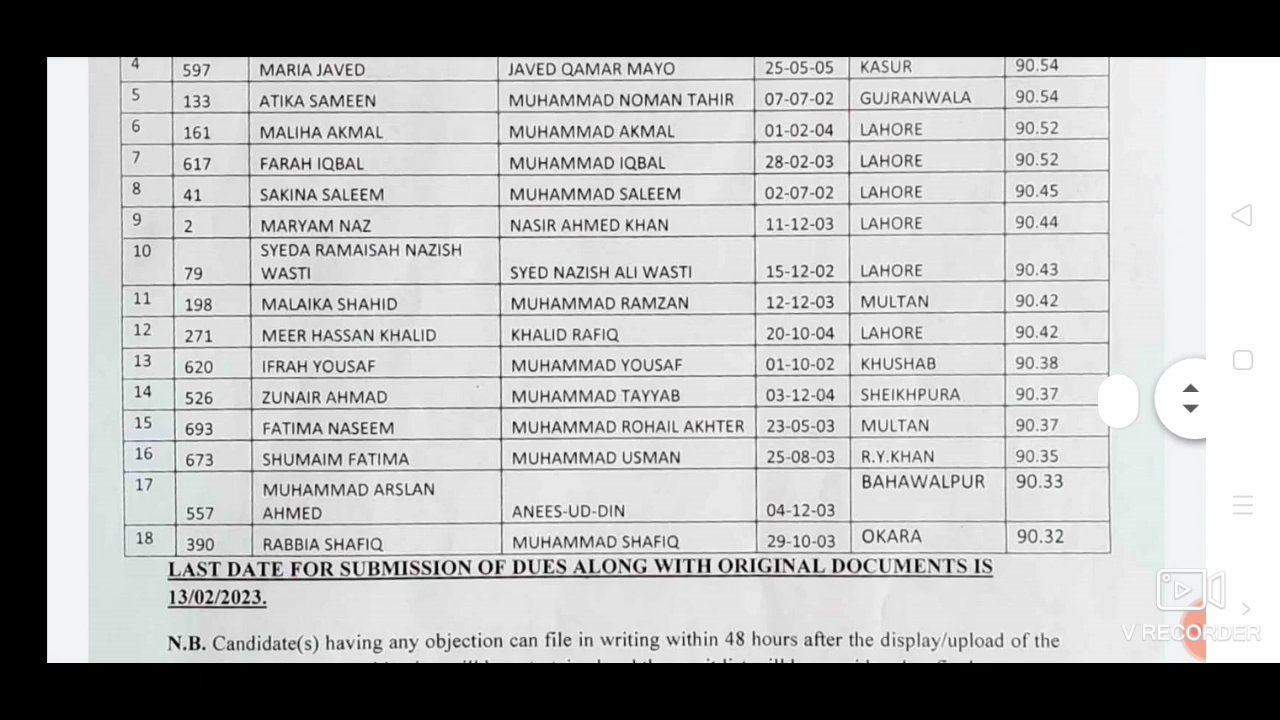 4 597 MARIA JAVED JAVED QAMAR MAYO 25-05-05 KASUR 90.54
5 133 ATIKA SAMEEN MUHAMMAD NOMAN TAHIR 07-07-02 GUJRANWALA 90.54
6 161 MALIHA AKMAL MUHAMMAD AKMAL 01-02-04 LAHORE 90.52
7 617 FARAH IQBAL MUHAMMAD IQBAL 28-02-03 LAHORE 90.52
8 41 SAKINA SALEEM MUHAMMAD SALEEM 02-07-02 LAHORE 90.45
9 2 MARYAM NAZ NASIR AHMED KHAN 11-12-03 LAHORE 90.44
10 SYEDA RAMAISAH NAZISH
79 WASTI SYED NAZISH ALI WASTI 15-12-02 LAHORE 90.43
11 198 MALAIKA SHAHID MUHAMMAD RAMZAN 12-12-03 MULTAN 90.42
12 271 MEER HASSAN KHALID KHALID RAFIQ 20-10-04 LAHORE 90.42
13 620 IFRAH YOUSAF MUHAMMAD YOUSAF 01-10-02 KHUSHAB 90.38
14 526 ZUNAIR AHMAD MUHAMMAD TAYYAB 03-12-04 SHEIKHPURA 90.37
15 693 FATIMA NASEEM MUHAMMAD ROHAIL AKHTER 23-05-03 MULTAN 90.37
16 673 SHUMAIM FATIMA MUHAMMAD USMAN 25-08-03 R.Y.KHAN 90.35
17 MUHAMMAD ARSLAN BAHAWALPUR 90.33
557 AHMED ANEES-UD-DIN 04-12-03
18 390 RABBIA SHAFIQ MUHAMMAD SHAFIQ 29-10-03 OKARA 90.32
LAST DATE FOR SUBMISSION OF DUES ALONG WITH ORIGINAL DOCUMENTS IS
13/02/2023.
N.B. Candidate(s) having any objection can file in writing within 48 hours after the display/upload of the
V RECORDER